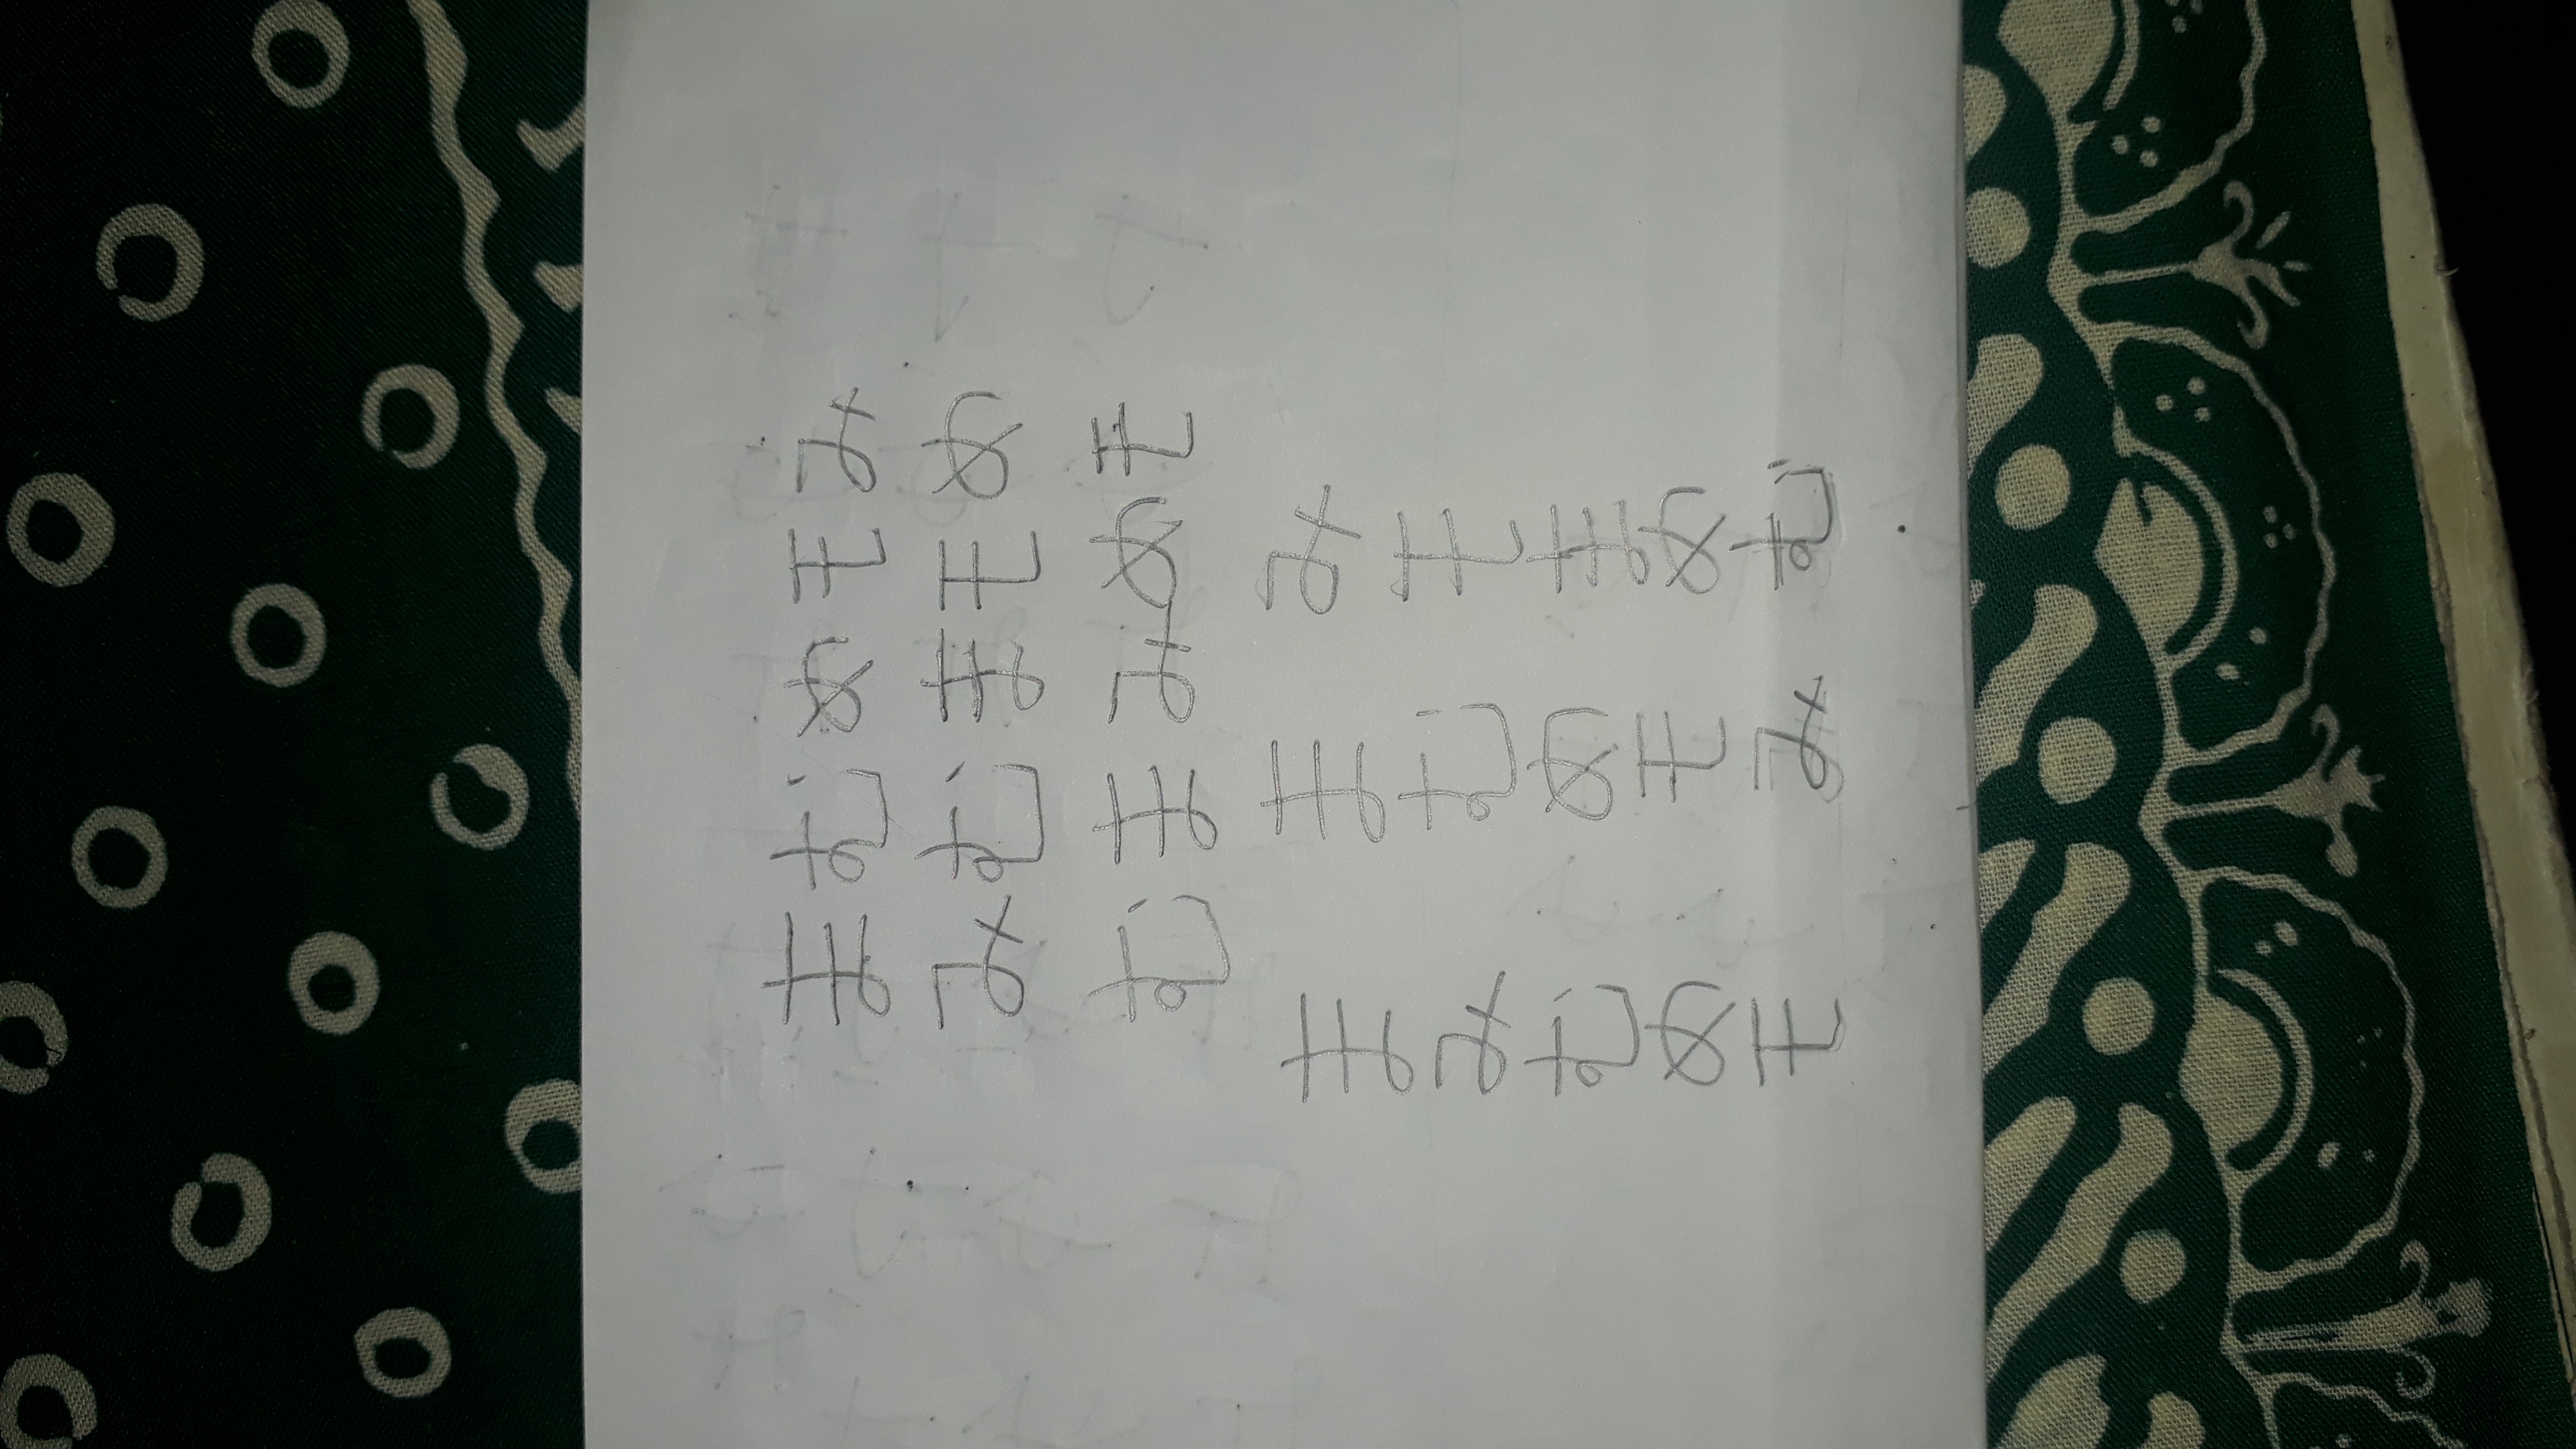 まむめモみ
みむまモめ
むまみめモ
ま ま み
み む モ
む め ま
め モ め
モ み む